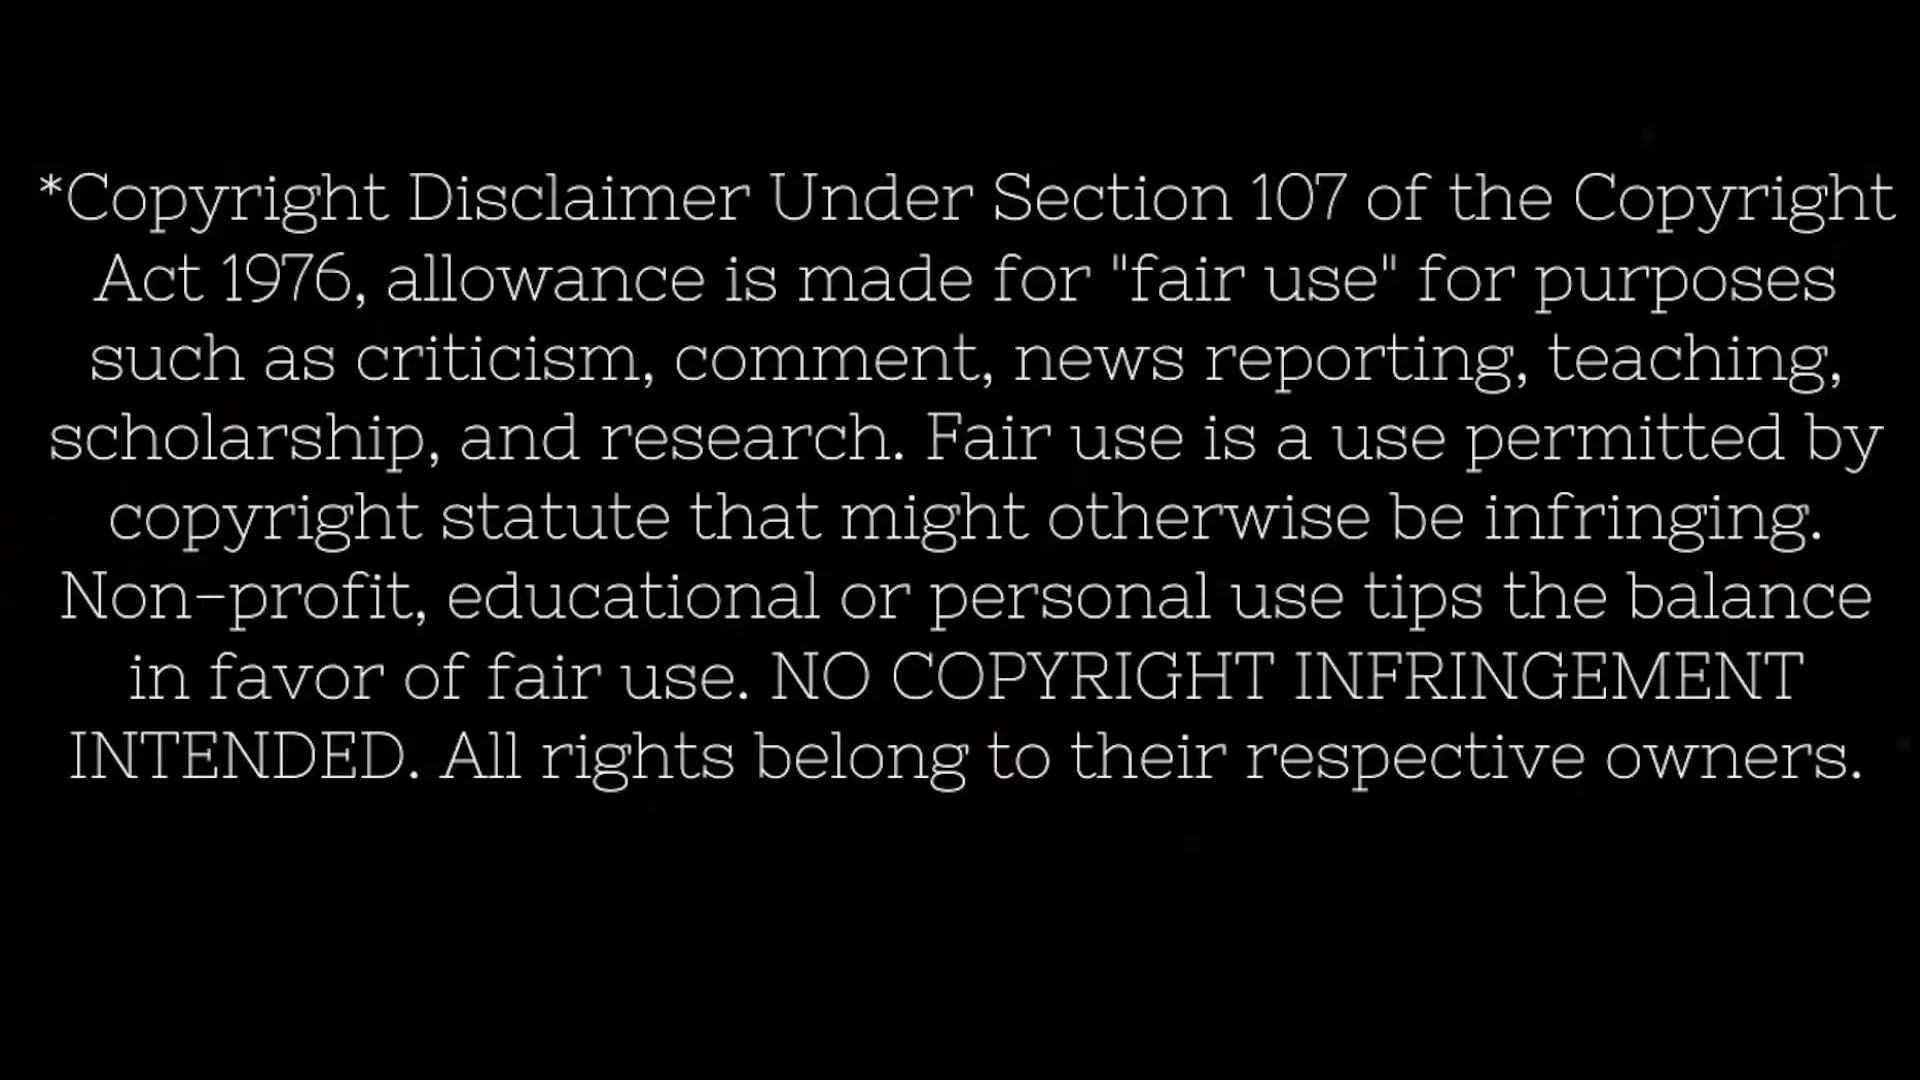 *Copyright Disclaimer Under Section 107 of the Copyright
Act 1976, allowance is made for "fair use" for purposes
such as criticism, comment, news reporting, teaching,
scholarship, and research. Fair use is a use permitted by
copyright statute that might otherwise be infringing.
Non-profit, educational or personal use tips the balance
in favor of fair use. NO COPYRIGHT INFRINGEMENT
INTENDED. All rights belong to their respective owners.